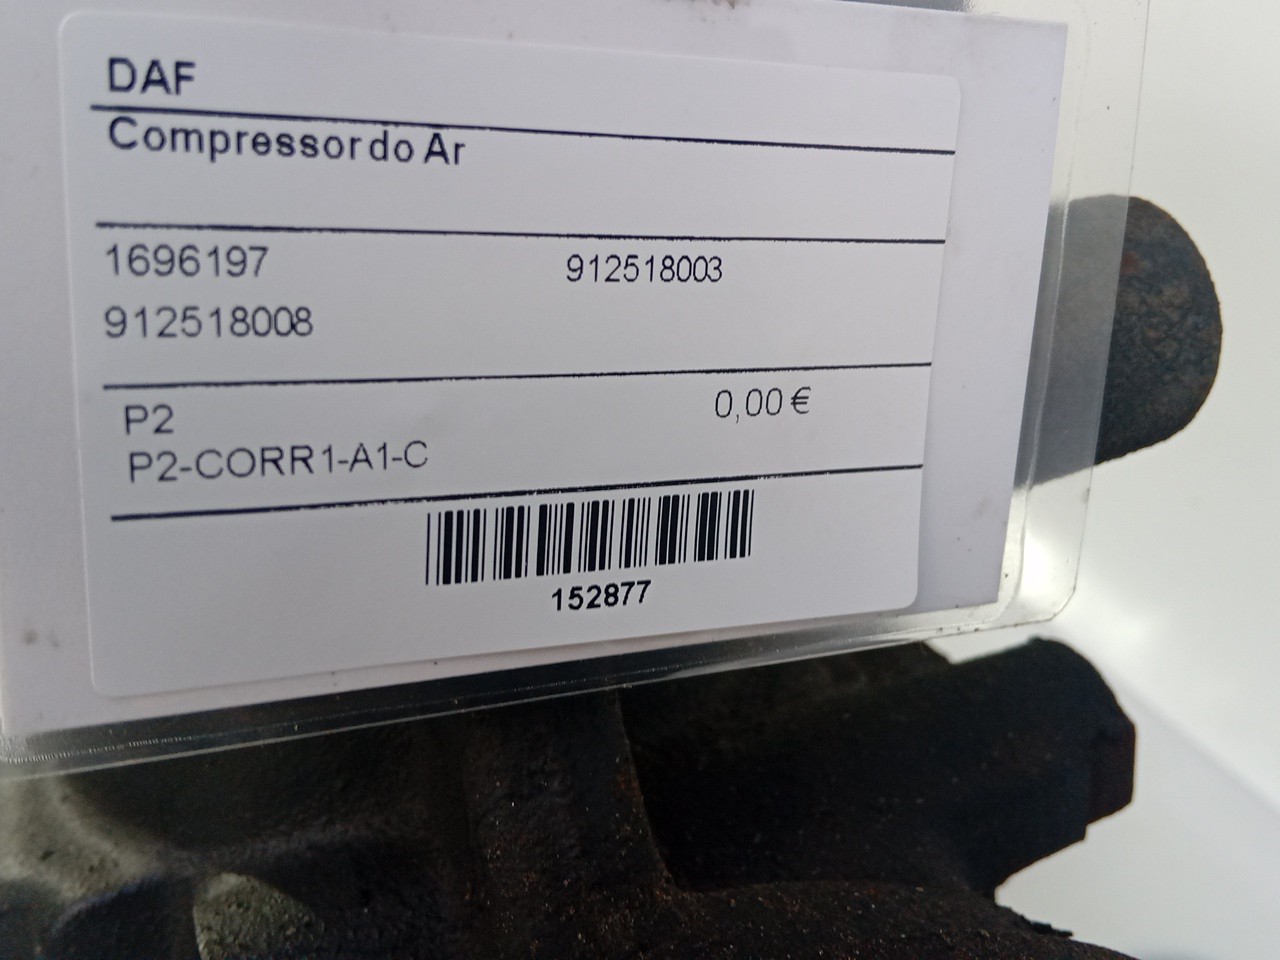 DAF
Compressor do Ar
1696197 912518003
912518008
P2 0,00 €
P2-CORR1-A1-C
152877